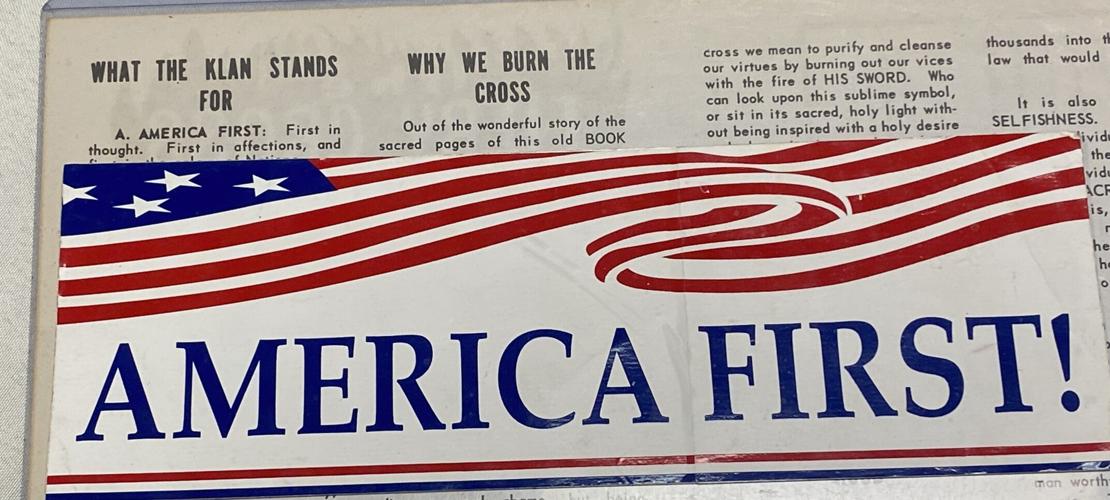 WHAT THE KLAN STANDS
FOR
A. AMERICA FIRST: First in
thought. First in affections, and
WHY WE BURN THE
CROSS
Out of the wonderful story of the
sacred pages of this old BOOK
cross we mean to purify and cleanse
our virtues by burning out our vices
with the fire of HIS SWORD. Who
can look upon this sublime symbol,
or sit in its sacred, holy light with-
out being inspired with a holy desire
thousands into
law that would
It is also
SELFISHNESS.
AMERICA FIRST!
man worth